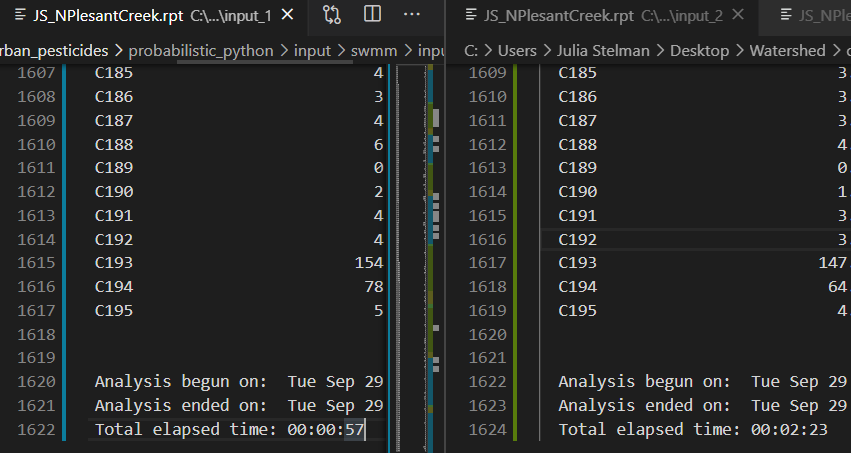 JS_NPlesantCreek.rpt C:\...\input_1
rban_pesticides > probabilistic_python > input > swmm > inpu
1607 C185 4
1608 C186 3
1609 C187 4
1610 C188 6
1611 C189 0
1612 C190 2
1613 C191 4
1614 C192 4
1615 C193 154
1616 C194 78
1617 C195 5
1618
1619
1620 Analysis begun on: Tue Sep 29
1621 Analysis ended on: Tue Sep 29
1622 Total elapsed time: 00:00:57
JS_NPlesantCreek.rpt C:\...\input_2
JS_NPles
C: > Users > Julia Stelman > Desktop > Watershed >
1609 C185 3
1610 C186 3
1611 C187 3
1612 C188 4
1613 C189 0
1614 C190 1
1615 C191 3
1616 C192 3
1617 C193 147
1618 C194 64
1619 C195 4
1620
1621
1622 Analysis begun on: Tue Sep 29
1623 Analysis ended on: Tue Sep 29
1624 Total elapsed time: 00:02:23